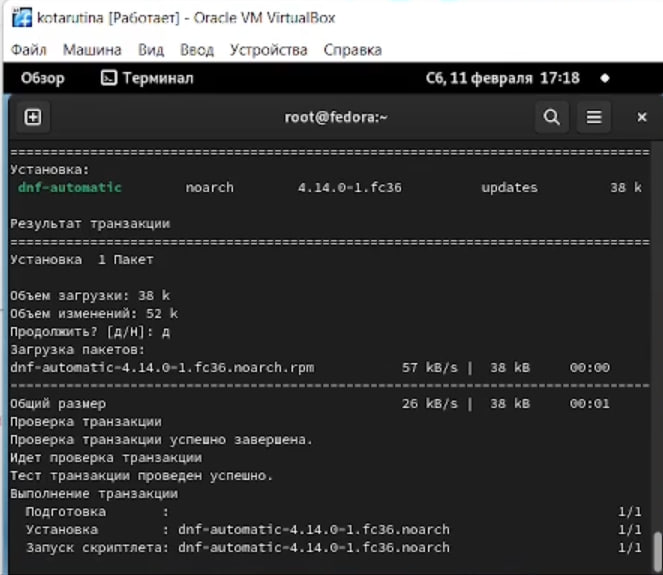 kotarutina [Работает] - Oracle VM VirtualBox
Файл Машина Вид Ввод Устройства Справка
Обзор Терминал Сб, 11 февраля 17:18
root@fedora:~
================================================================================
Установка:
dnf-automatic noarch 4.14.0-1.fc36 updates 38 k
Результат транзакции
================================================================================
Установка 1 Пакет
Объем загрузки: 38 k
Объем изменений: 52 k
Продолжить? [д/Н]: д
Загрузка пакетов:
dnf-automatic-4.14.0-1.fc36.noarch.rpm 57 kB/s | 38 kB 00:00
--------------------------------------------------------------------------------
Общий размер 26 kB/s | 38 kB 00:01
Проверка транзакции
Проверка транзакции успешно завершена.
Идет проверка транзакции
Тест транзакции проведен успешно.
Выполнение транзакции
Подготовка : 1/1
Установка : dnf-automatic-4.14.0-1.fc36.noarch 1/1
Запуск скриптлета: dnf-automatic-4.14.0-1.fc36.noarch 1/1